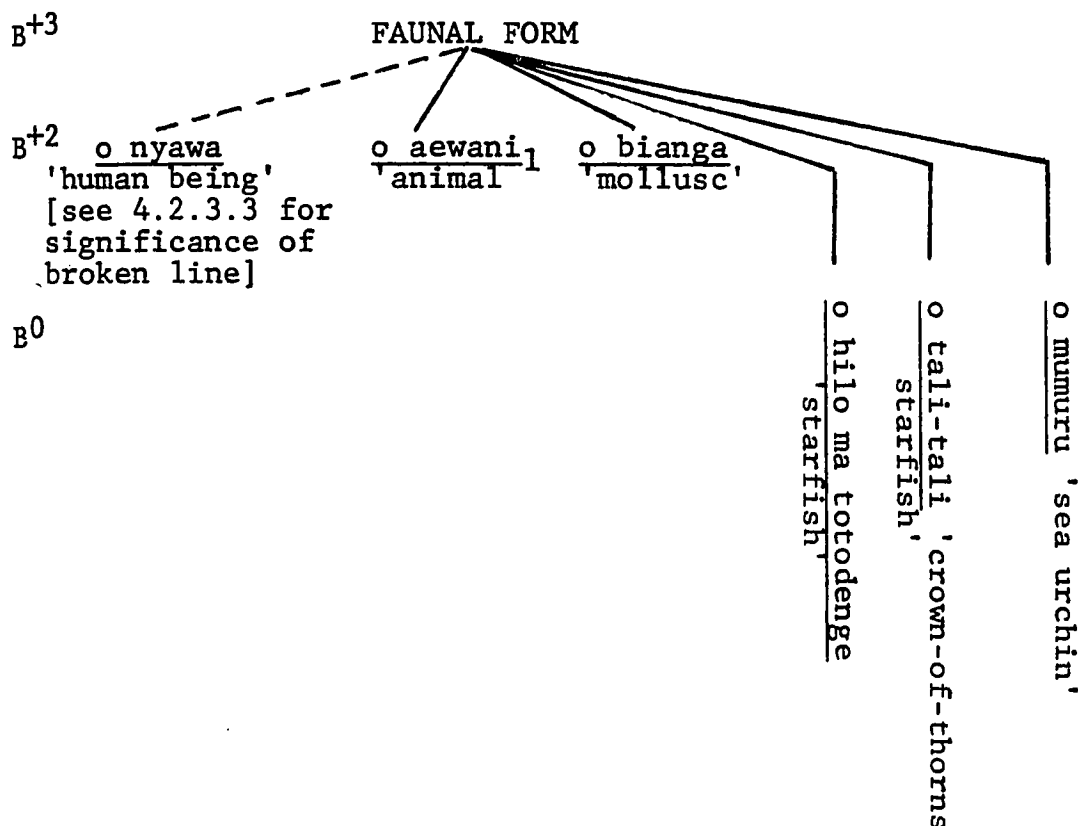 B+3
FAUNAL FORM
B+2
o nyawa
'human being'
[see 4.2.3.3 for
significance of
broken line]
o aewani1
'animal'
o bianga
'mollusc'
B0
o hilo ma totodenge
'starfish'
o tali-tali 'crown-of-thorns
starfish'
o mumuru 'sea urchin'